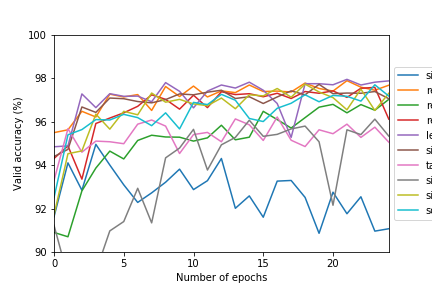 100
98
96
94
92
90
Valid accuracy (%)
0
5
10
15
20
Number of epochs
si
re
re
re
le
si
ta
si
si
se